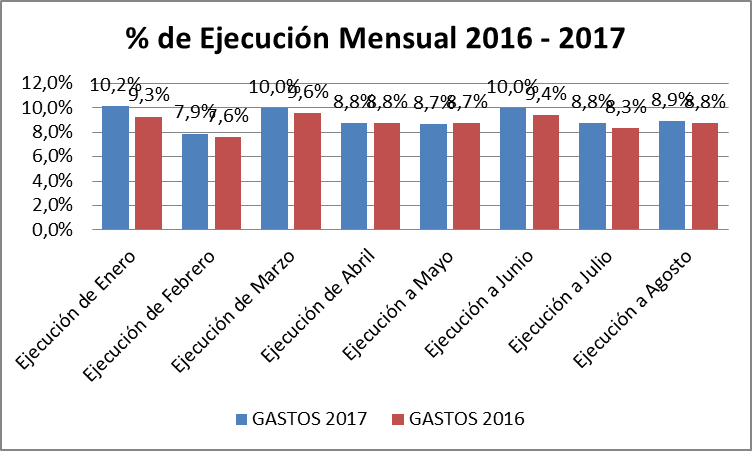 % de Ejecución Mensual 2016 - 2017
12,0%
10,0%
8,0%
6,0%
4,0%
2,0%
0,0%
10,2% 9,3% 7,9% 7,6% 10,0% 9,6% 8,8% 8,8% 8,7% 8,7% 10,0% 9,4% 8,8% 8,3% 8,9% 8,8%
Ejecución de Enero
Ejecución de Febrero
Ejecución de Marzo
Ejecución de Abril
Ejecución a Mayo
Ejecución a Junio
Ejecución a Julio
Ejecución a Agosto
GASTOS 2017 GASTOS 2016